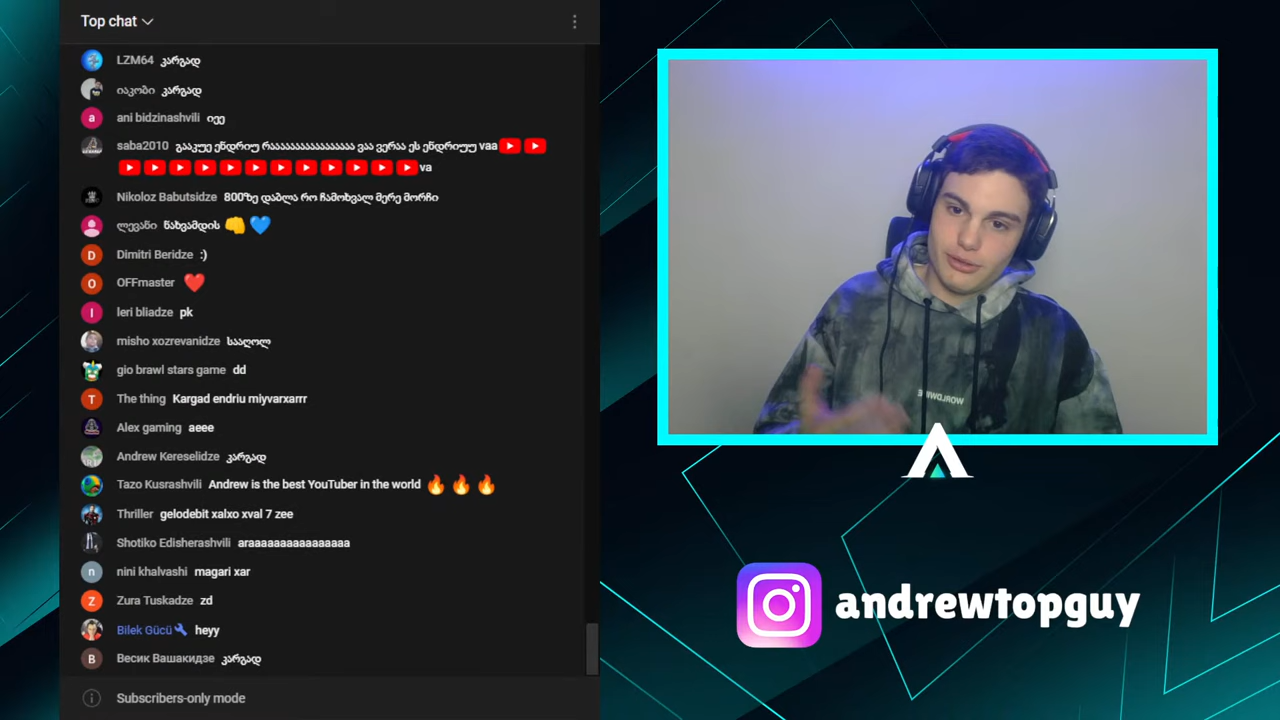 Top chat
LZM64 კარგად
იაკობი კარგად
ani bidzinashvili იეე
saba2010 გააკუე ენდრიუ რააააააააააააააააა ვაა ვერაა ეს ენდრიუუუ vaa
va
Nikoloz Babutsidze 800ზე დაბლა რო ჩამოხვალ მერე მორჩი
ლევანი ნახვამდის
Dimitri Beridze :)
OFFmaster
leri bliadze pk
misho xozrevanidze სააღოლ
gio brawl stars game dd
The thing Kargad endriu miyvarxarrr
Alex gaming aeee
Andrew Kereselidze კარგად
Tazo Kusrashvili Andrew is the best YouTuber in the world
Thriller gelodebit xalxo xval 7 zee
Shotiko Edisherashvili araaaaaaaaaaaaaaaa
nini khalvashi magari xar
Zura Tuskadze zd
Bilek Gücü heyy
Весик Вашакидзе კარგად
Subscribers-only mode
WORLDWIDE
andrewtopguy